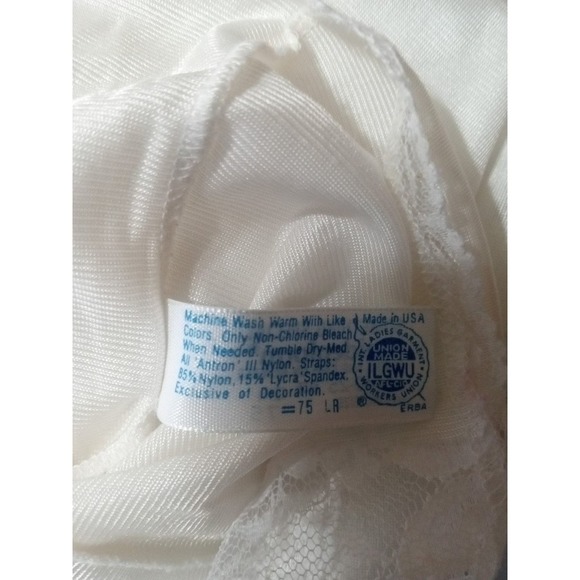 Machine Wash Warm With Like
Colors. Only Non-Chlorine Bleach
When Needed. Tumble Dry-Med.
All 'Antron' III Nylon. Straps:
85% Nylon, 15% 'Lycra' Spandex.
Exclusive of Decoration.
=75 LR
Made in USA
INT. LADIES GARMENT
WORKERS UNION
UNION
MADE
ILGWU
AFL-CIO
®
ERBA